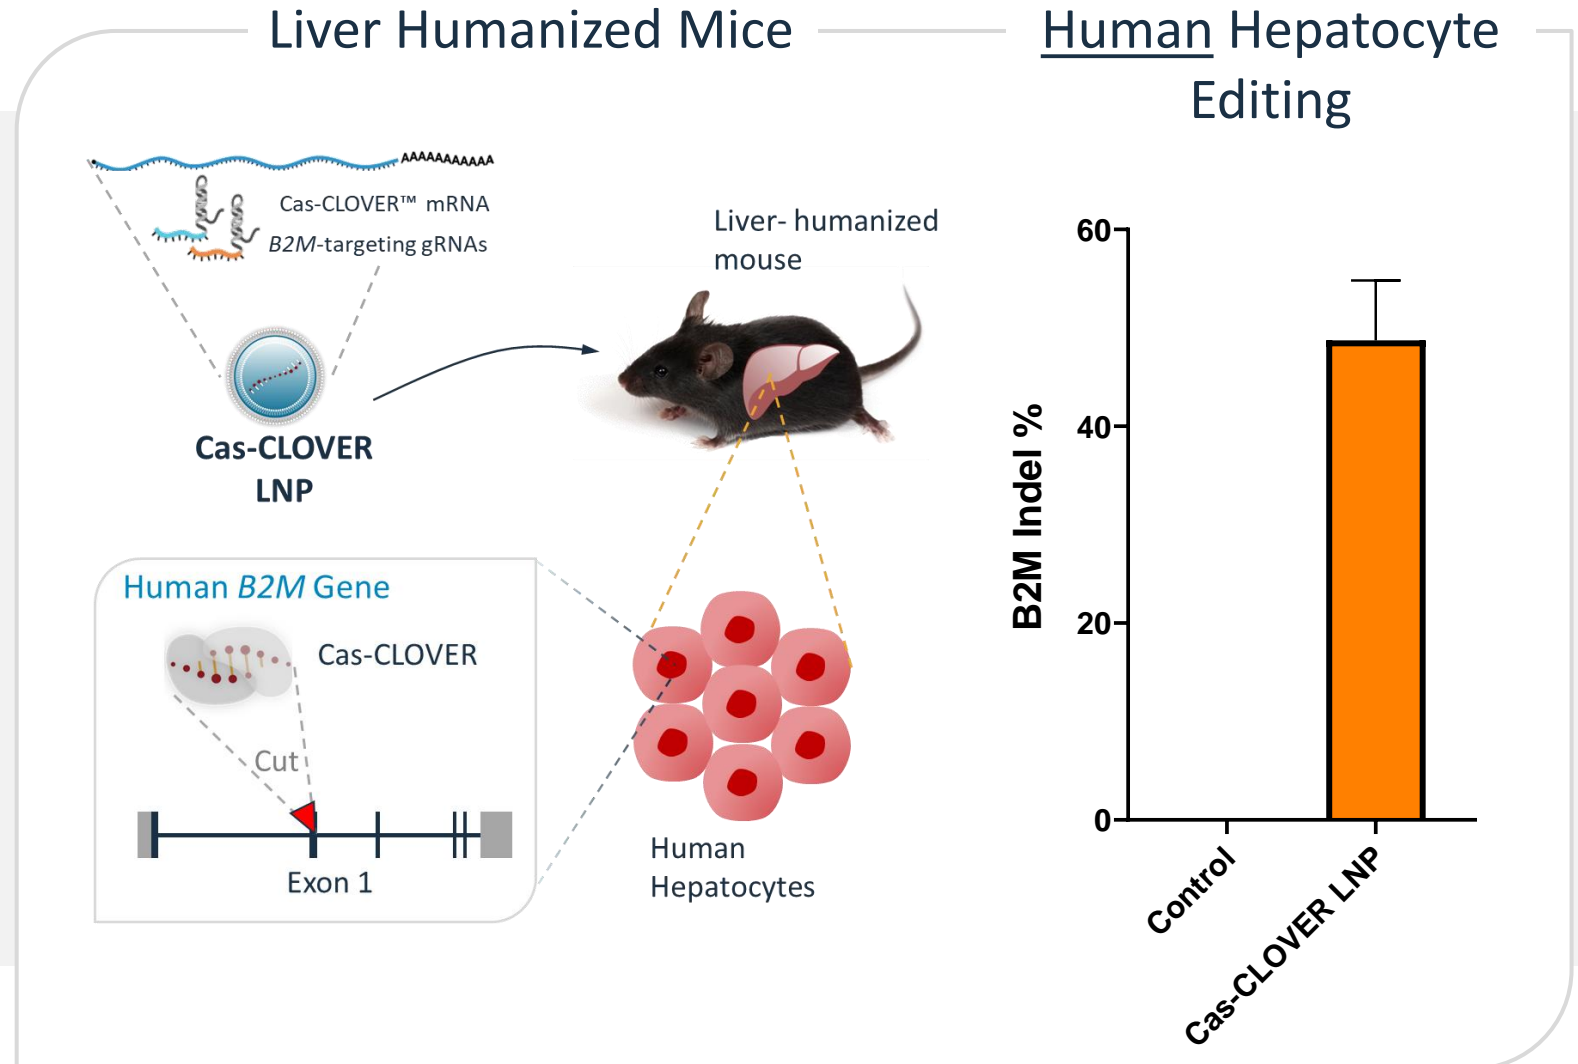 Liver Humanized Mice
Human Hepatocyte
Editing
AAAAAAAAAAA
Cas-CLOVER™ mRNA
B2M-targeting gRNAs
Liver- humanized
mouse
Cas-CLOVER
LNP
Human B2M Gene
Cas-CLOVER
Cut
Exon 1
Human
Hepatocytes
B2M Indel %
60
40
20
0
Control
Cas-CLOVER LNP